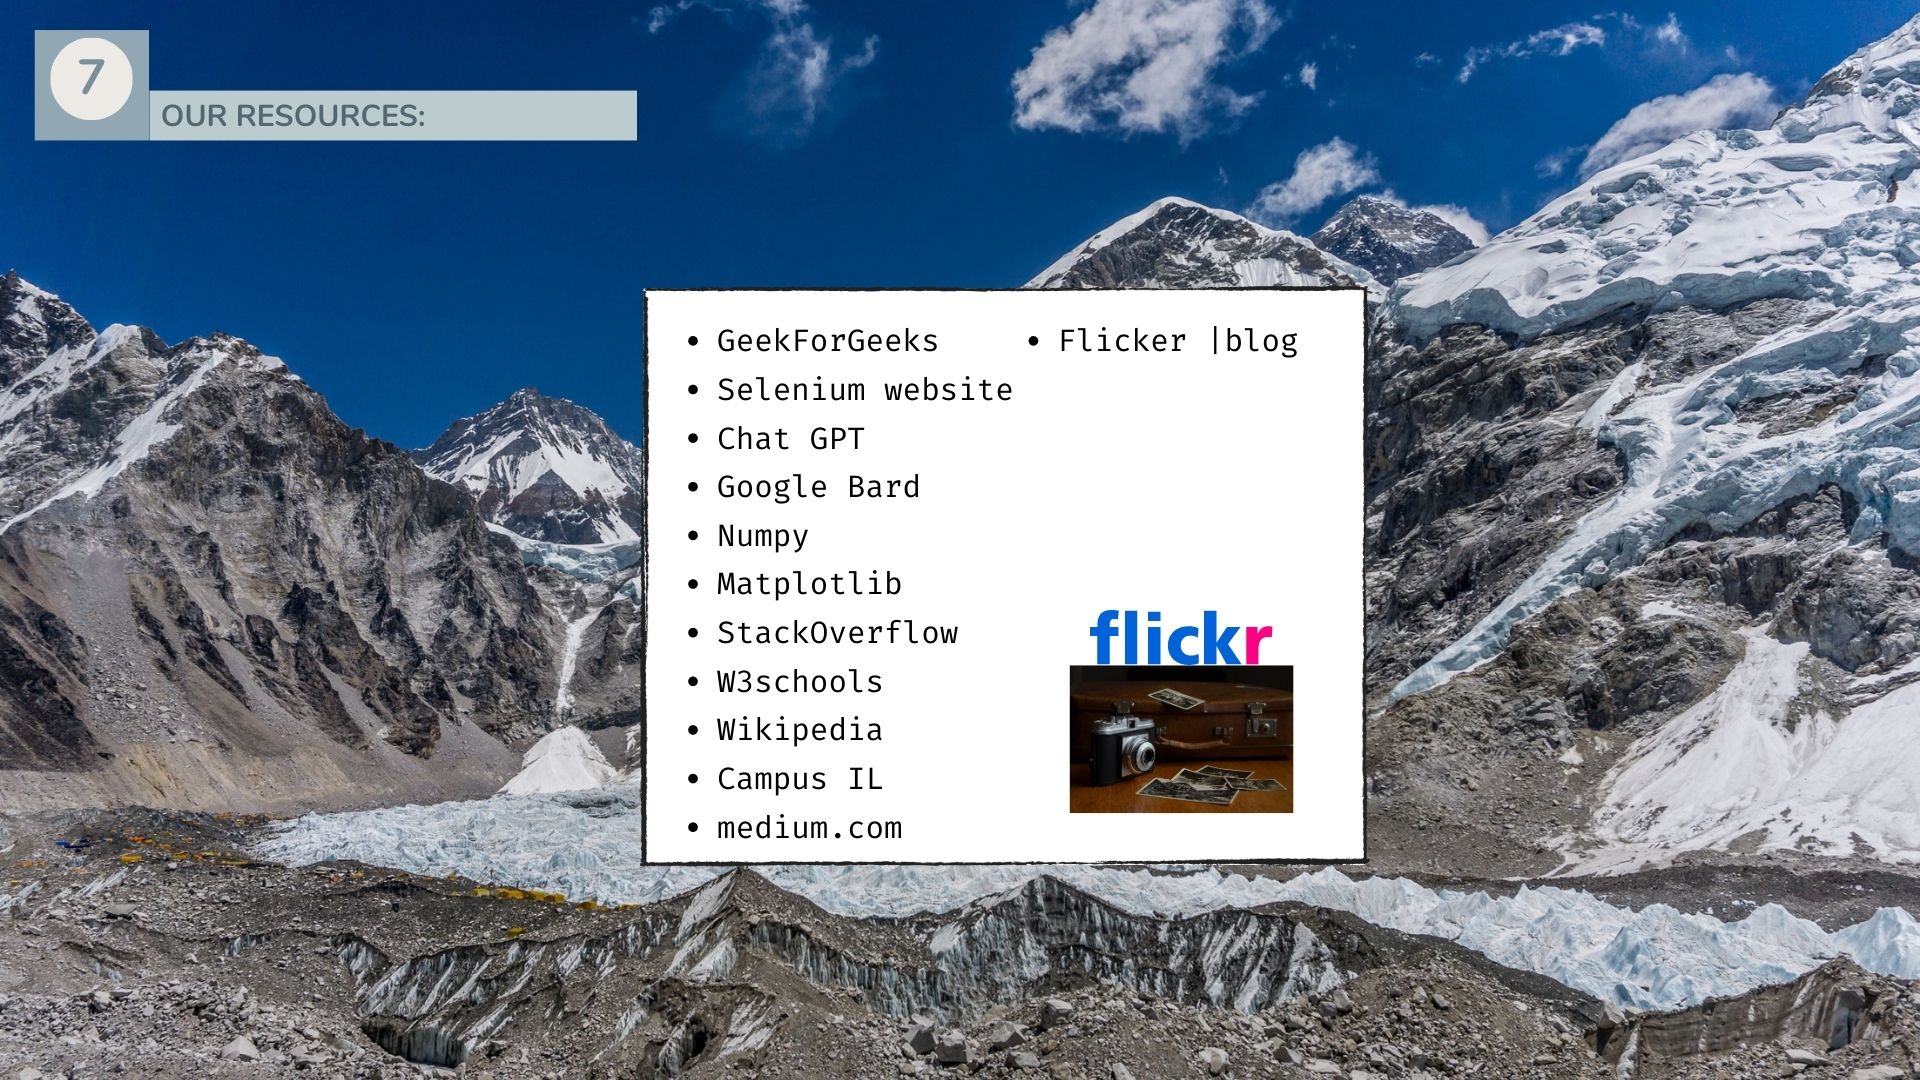 7
OUR RESOURCES:
GeekForGeeks
Selenium website
Chat GPT
Google Bard
Numpy
Matplotlib
StackOverflow
W3schools
Wikipedia
Campus IL
medium.com
Flicker |blog
flickr